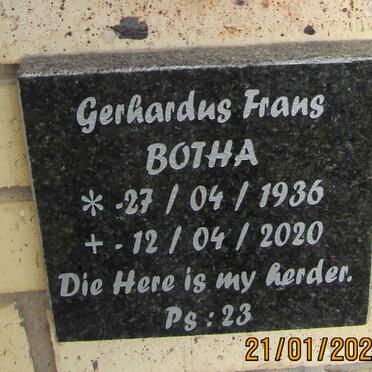 Gerhardus Frans
BOTHA
* -27 / 04 / 1936
+ -12 / 04 / 2020
Die Here is my herder.
Ps : 23
21/01/202